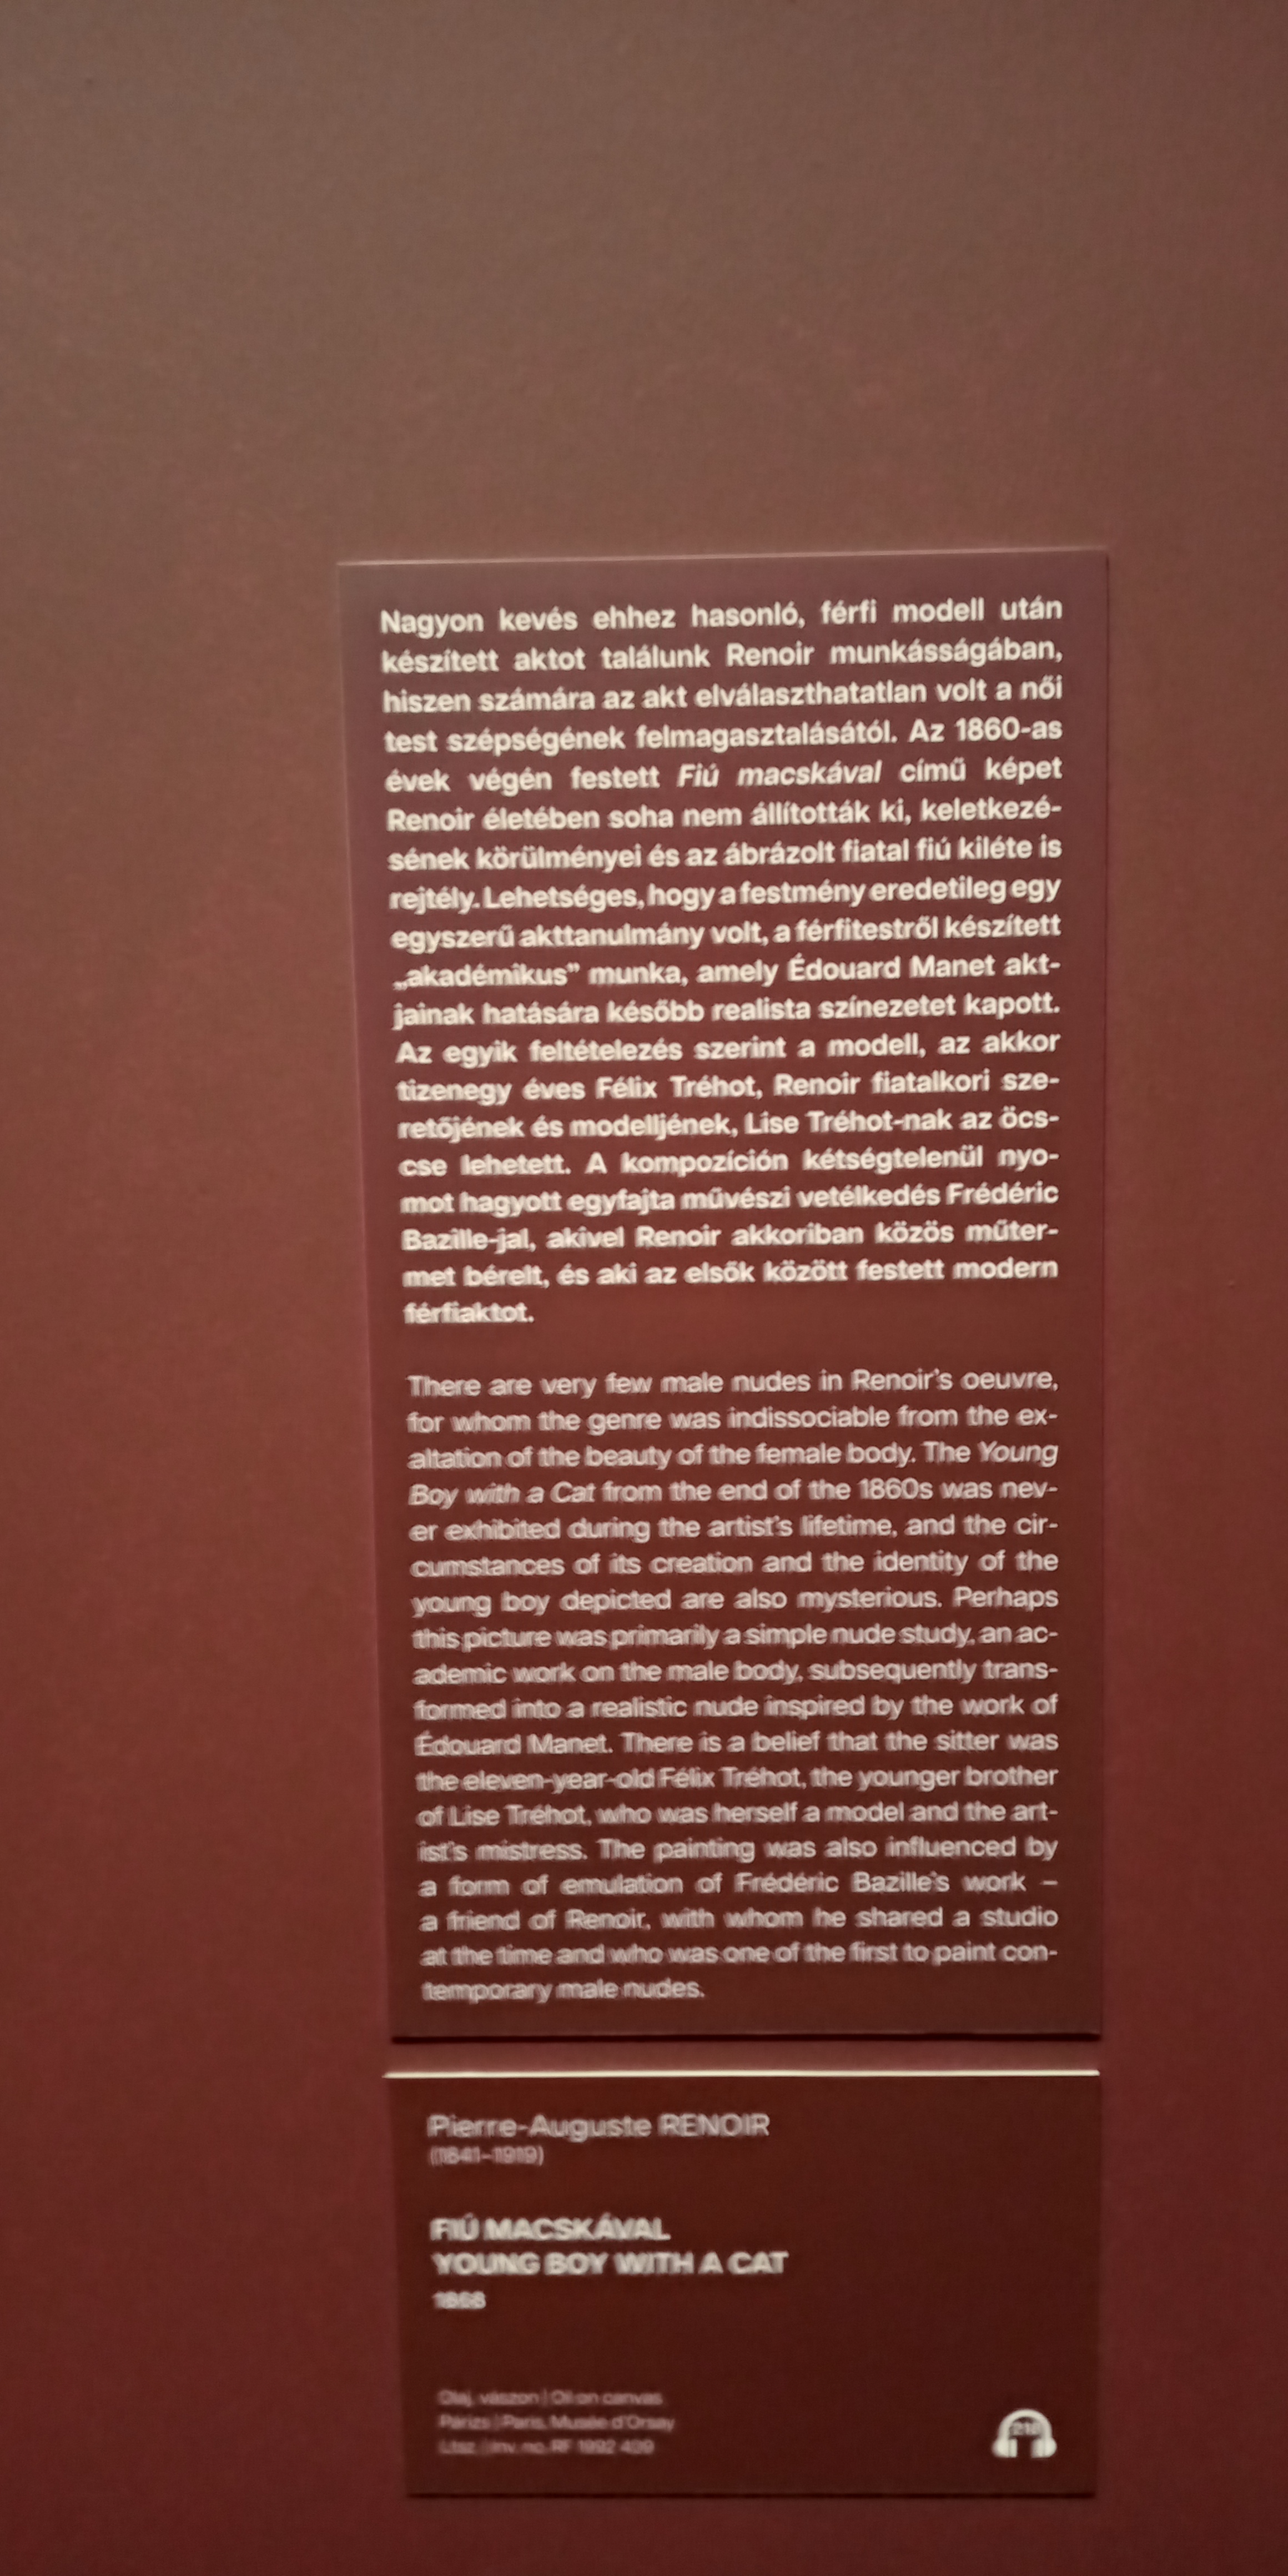 Nagyon kevés ehhez hasonló, férfi modell után
készített aktot találunk Renoir munkásságában,
hiszen számára az akt elválaszthatatlan volt a női
test szépségének felmagasztalásától. Az 1860-as
évek végén festett Fiú macskával című képet
Renoir életében soha nem állították ki, keletkezé-
sének körülményei és az ábrázolt fiatal fiú kiléte is
rejtély. Lehetséges, hogy a festmény eredetileg egy
egyszerű akttanulmány volt, a férfitestről készített
„akadémikus” munka, amely Édouard Manet akt-
jainak hatására később realista színezetet kapott.
Az egyik feltételezés szerint a modell, az akkor
tizenegy éves Félix Tréhot, Renoir fiatalkori sze-
retőjének és modelljének, Lise Tréhot-nak az öcs-
cse lehetett. A kompozíción kétségtelenül nyo-
mot hagyott egyfajta művészi vetélkedés Frédéric
Bazille-jal, akivel Renoir akkoriban közös műter-
met bérelt, és aki az elsők között festett modern
férfiaktot.
There are very few male nudes in Renoir's oeuvre,
for whom the genre was indissociable from the ex-
altation of the beauty of the female body. The Young
Boy with a Cat from the end of the 1860s was nev-
er exhibited during the artist's lifetime, and the cir-
cumstances of its creation and the identity of the
young boy depicted are also mysterious. Perhaps
this picture was primarily a simple nude study, an ac-
ademic work on the male body, subsequently trans-
formed into a realistic nude inspired by the work of
Édouard Manet. There is a belief that the sitter was
the eleven-year-old Félix Tréhot, the younger brother
of Lise Tréhot, who was herself a model and the art-
ist's mistress. The painting was also influenced by
a form of emulation of Frédéric Bazille's work –
a friend of Renoir, with whom he shared a studio
at the time and who was one of the first to paint con-
temporary male nudes.
Pierre-Auguste RENOIR
(1841–1919)
FIÚ MACSKÁVAL
YOUNG BOY WITH A CAT
1868
Olaj, vászon | Oil on canvas
Párizs | Paris, Musée d'Orsay
Ltsz. | Inv. no. RF 1992 409